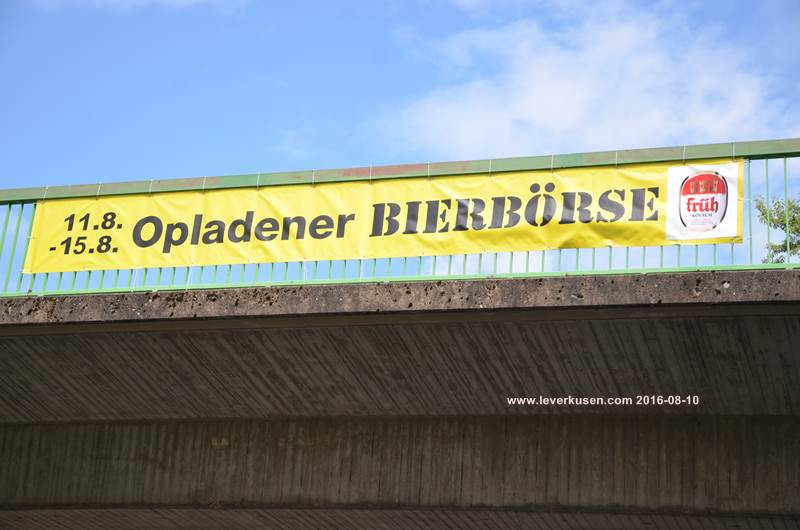 11.8.
-15.8. Opladener BIERBÖRSE
früh
KÖLSCH
www.leverkusen.com 2016-08-10